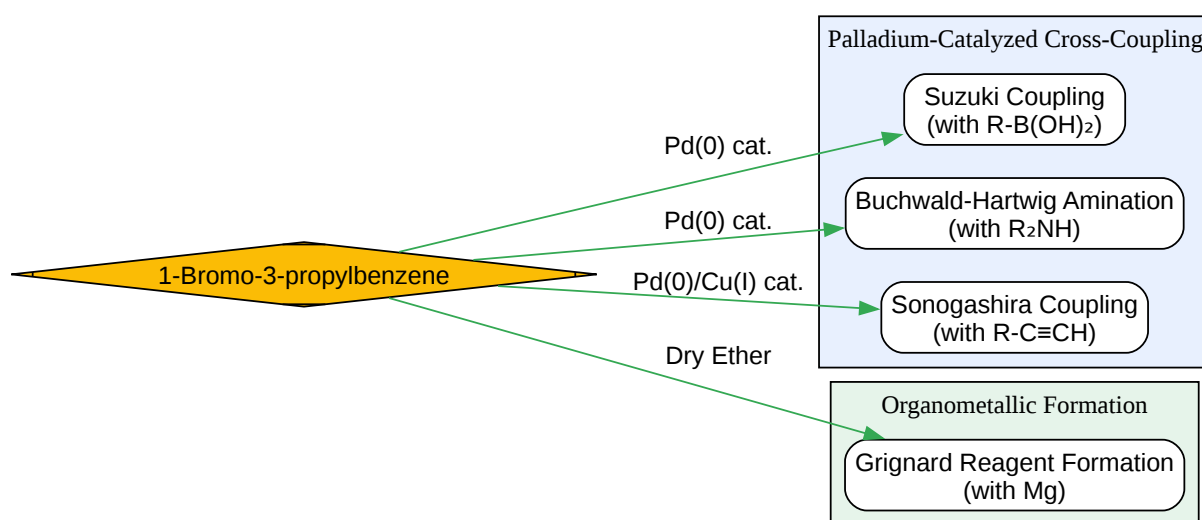 Palladium-Catalyzed Cross-Coupling
Suzuki Coupling
(with R-B(OH)₂)
Pd(0) cat.
Buchwald-Hartwig Amination
(with R₂NH)
Pd(0) cat.
1-Bromo-3-propylbenzene
Pd(0)/Cu(I) cat.
Sonogashira Coupling
(with R-C≡CH)
Dry Ether
Organometallic Formation
Grignard Reagent Formation
(with Mg)